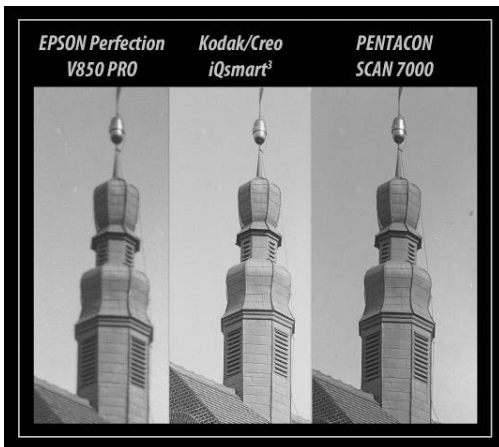 EPSON Perfection
V850 PRO
Kodak/Creo
iQsmart³
PENTACON
SCAN 7000